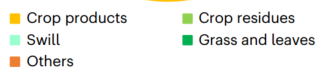 Crop products Crop residues
Swill Grass and leaves
Others